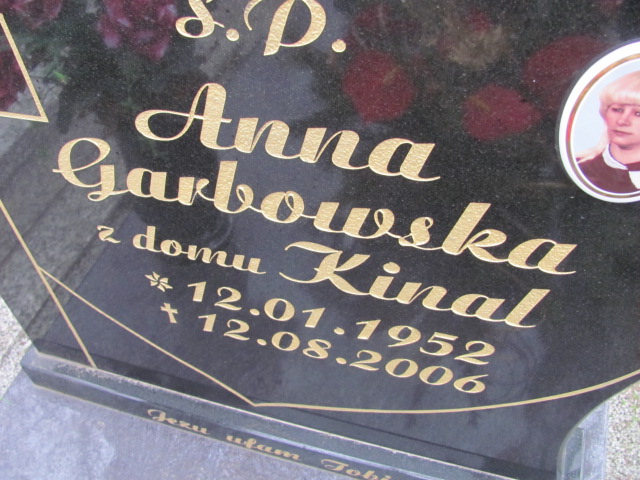 Ś.P.
Anna
Garbowska
z domu Kinal
* 12.01.1952
† 12.08.2006
Jezu ufam Tobie